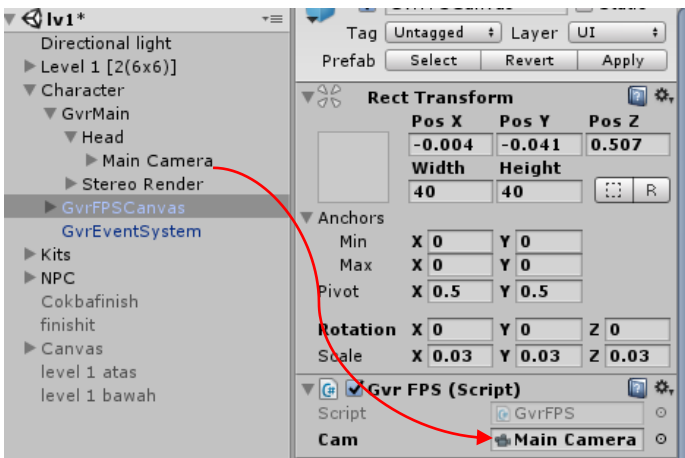 lv1*
Directional light
Level 1 [2(6x6)]
Character
GvrMain
Head
Main Camera
Stereo Render
GvrFPSCanvas
GvrEventSystem
Kits
NPC
Cokbafinish
finishit
Canvas
level 1 atas
level 1 bawah
Tag Untagged Layer UI
Prefab Select Revert Apply
Rect Transform
Pos X Pos Y Pos Z
-0.004 -0.041 0.507
Width Height
40 40 R
Anchors
Min X 0 Y 0
Max X 0 Y 0
Pivot X 0.5 Y 0.5
Rotation X 0 Y 0 Z 0
Scale X 0.03 Y 0.03 Z 0.03
Gvr FPS (Script)
Script GvrFPS
Cam Main Camera